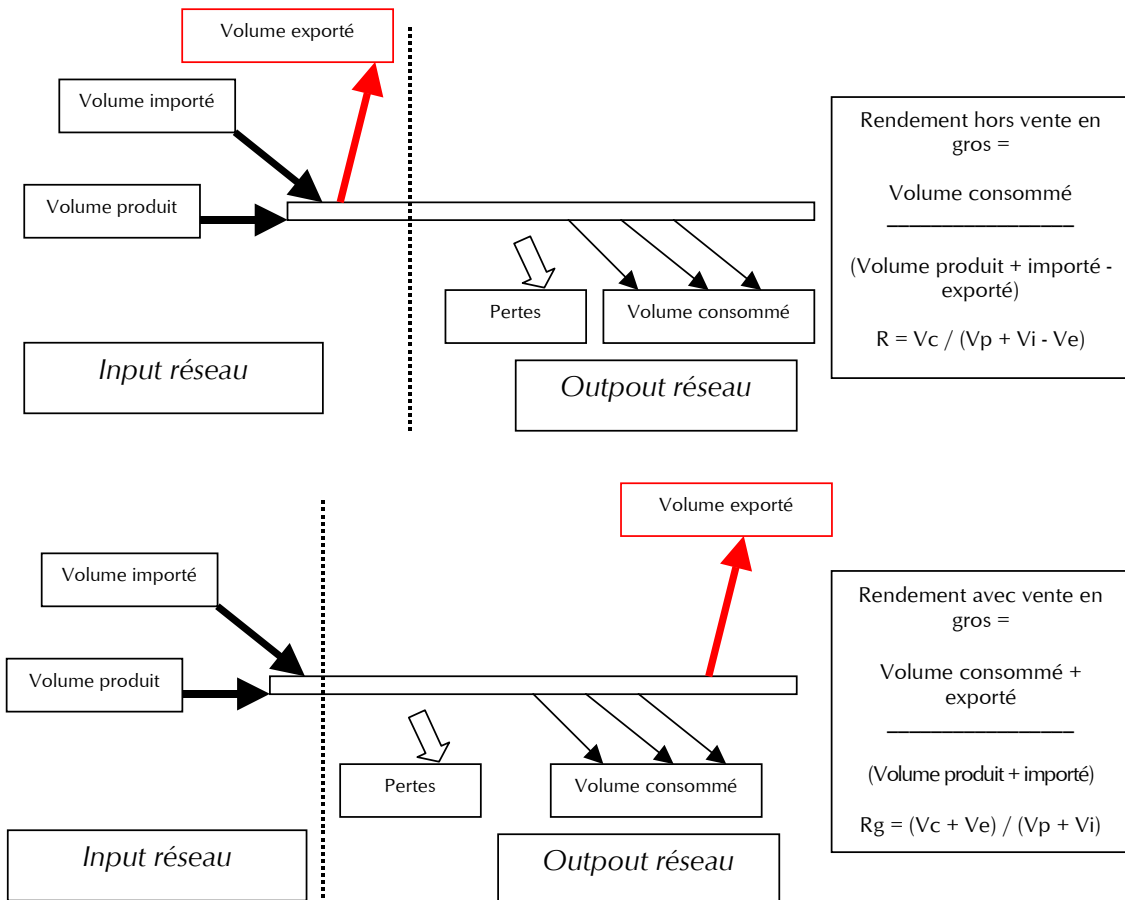 Volume exporté
Volume importé
Volume produit
Pertes
Volume consommé
Input réseau
Outpout réseau
Rendement hors vente en
gros =
Volume consommé
(Volume produit + importé -
exporté)
R = Vc / (Vp + Vi - Ve)
Volume exporté
Volume importé
Volume produit
Pertes
Volume consommé
Input réseau
Outpout réseau
Rendement avec vente en
gros =
Volume consommé +
exporté
(Volume produit + importé)
Rg = (Vc + Ve) / (Vp + Vi)